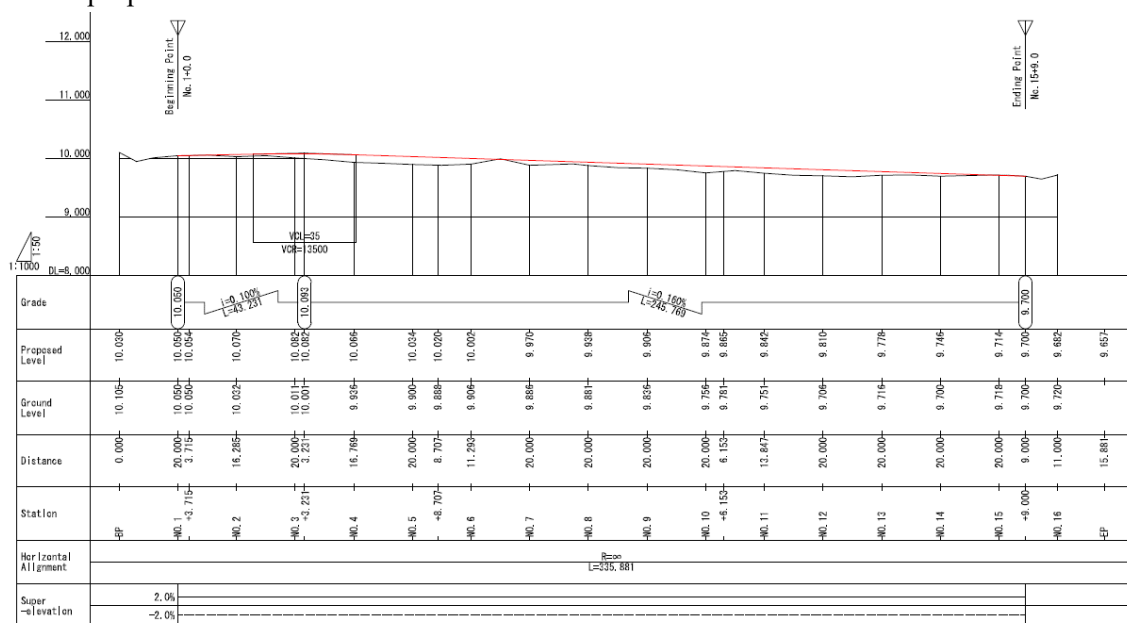 12.000
11.000
10.000
9.000
DL=8.000
1:50
1:1000
Beginning Point
No.1+0.0
Ending Point
No.15+9.0
VCL=35
VCR=13500
Grade
10.050
i=0.100%
L=43.231
10.093
i=0.160%
L=245.769
9.700
Proposed
Level
10.030 10.050 10.054 10.070 10.082 10.082 10.066 10.034 10.020 10.002 9.970 9.938 9.906 9.874 9.865 9.842 9.810 9.778 9.746 9.714 9.700 9.682 9.657
Ground
Level
10.105 10.050 10.050 10.032 10.011 10.001 9.936 9.900 9.888 9.906 9.886 9.881 9.836 9.756 9.781 9.751 9.706 9.716 9.700 9.718 9.700 9.720
Distance
0.000 20.000 3.715 16.285 20.000 3.231 16.769 20.000 8.707 11.293 20.000 20.000 20.000 20.000 6.153 13.847 20.000 20.000 20.000 20.000 9.000 11.000 15.881
Station
BP NO.1 +3.715 NO.2 NO.3 +3.231 NO.4 NO.5 +8.707 NO.6 NO.7 NO.8 NO.9 NO.10 +6.153 NO.11 NO.12 NO.13 NO.14 NO.15 +9.000 NO.16 EP
Horizontal
Alignment
R=∞
L=335.881
Super
-elevation
2.0%
-2.0%